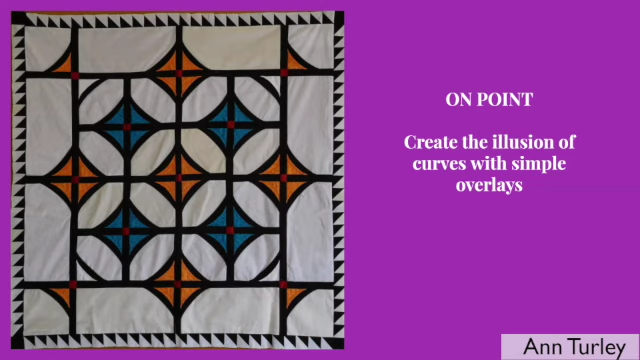 ON POINT
Create the illusion of
curves with simple
overlays
Ann Turley